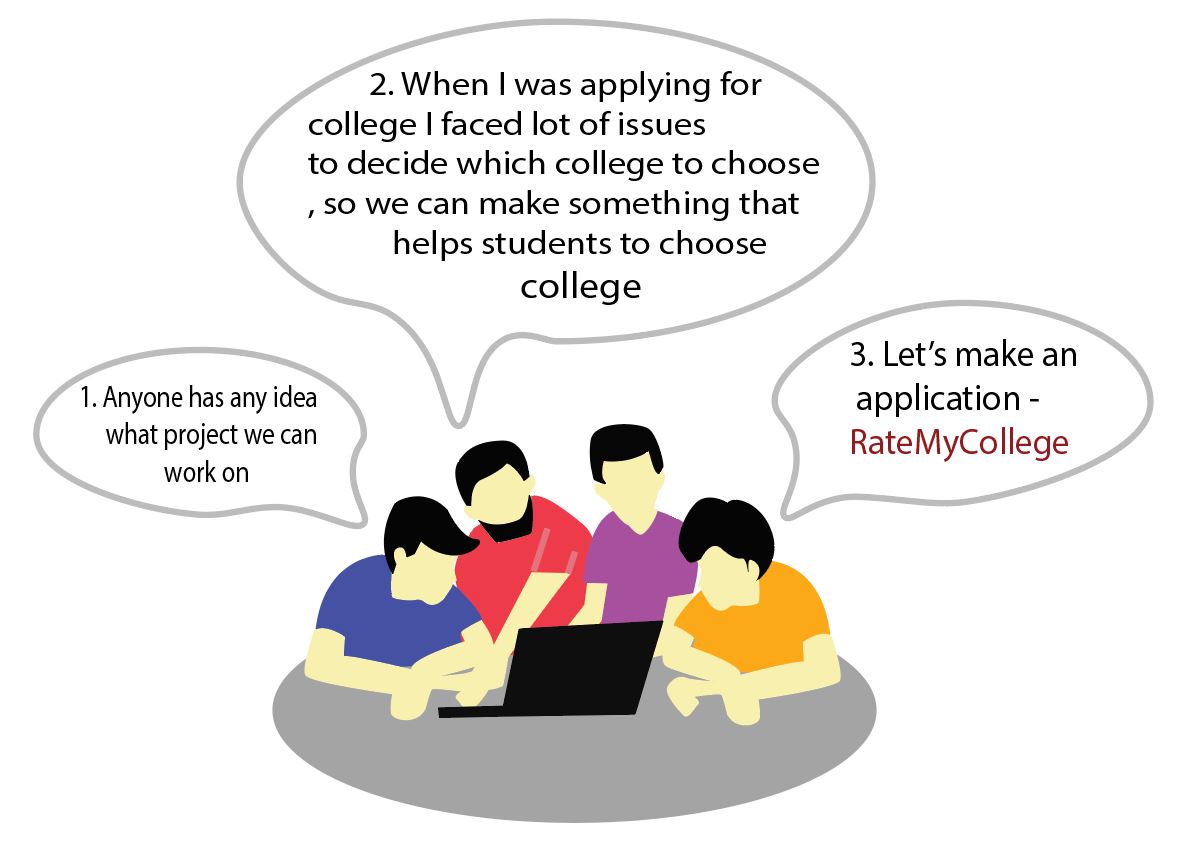 1. Anyone has any idea
what project we can
work on
2. When I was applying for
college I faced lot of issues
to decide which college to choose
, so we can make something that
helps students to choose
college
3. Let’s make an
application -
RateMyCollege